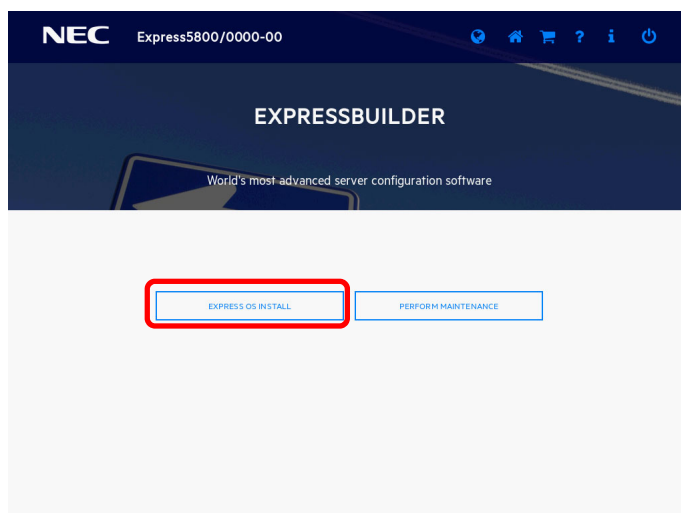 NEC Express5800/0000-00 ?
EXPRESSBUILDER
World's most advanced server configuration software
EXPRESS OS INSTALL PERFORM MAINTENANCE